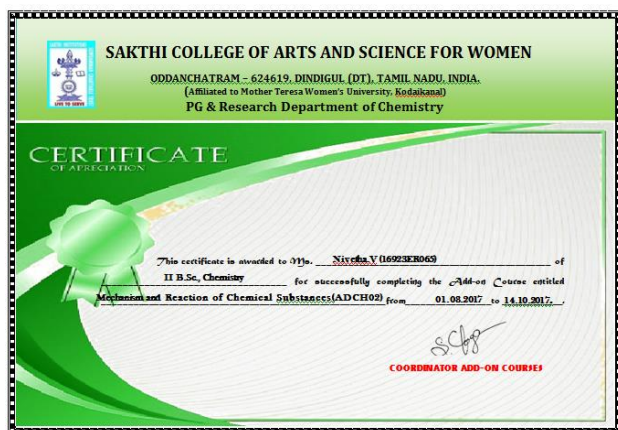 SAKTHI COLLEGE OF ARTS AND SCIENCE FOR WOMEN
ODDANCHATRAM – 624619, DINDIGUL (DT), TAMIL NADU, INDIA.
(Affiliated to Mother Teresa Women's University, Kodaikanal)
PG & Research Department of Chemistry
LIVE TO SERVE
CERTIFICATE
OF APRECIATION
This certificate is awarded to Ms. Nivetha.V (16923ER065) of
II B.Sc., Chemistry for successfully completing the Add-on Course entitled
Mechanism and Reaction of Chemical Substances(ADCH02) from 01.08.2017 to 14.10.2017. .
COORDINATOR ADD-ON COURSES